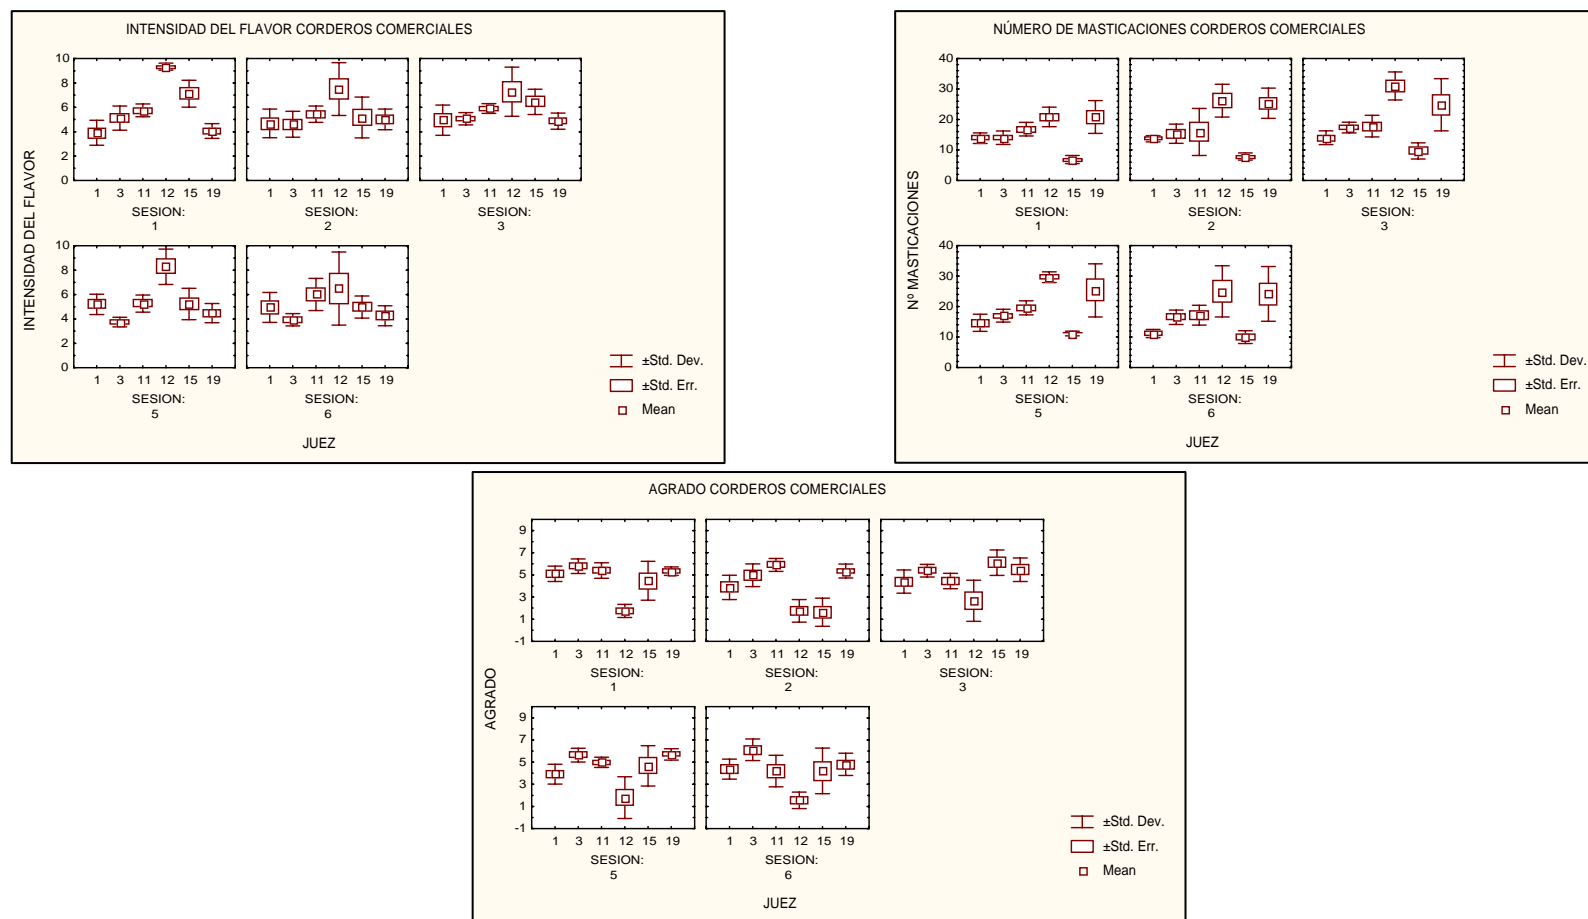 INTENSIDAD DEL FLAVOR CORDEROS COMERCIALES
INTENSIDAD DEL FLAVOR
10
8
6
4
2
0
1 3 11 12 15 19
SESION:
1
1 3 11 12 15 19
SESION:
2
1 3 11 12 15 19
SESION:
3
10
8
6
4
2
0
1 3 11 12 15 19
SESION:
5
1 3 11 12 15 19
SESION:
6
±Std. Dev.
±Std. Err.
Mean
JUEZ
NÚMERO DE MASTICACIONES CORDEROS COMERCIALES
Nº MASTICACIONES
40
30
20
10
0
1 3 11 12 15 19
SESION:
1
1 3 11 12 15 19
SESION:
2
1 3 11 12 15 19
SESION:
3
40
30
20
10
0
1 3 11 12 15 19
SESION:
5
1 3 11 12 15 19
SESION:
6
±Std. Dev.
±Std. Err.
Mean
JUEZ
AGRADO CORDEROS COMERCIALES
AGRADO
9
7
5
3
1
-1
1 3 11 12 15 19
SESION:
1
1 3 11 12 15 19
SESION:
2
1 3 11 12 15 19
SESION:
3
9
7
5
3
1
-1
1 3 11 12 15 19
SESION:
5
1 3 11 12 15 19
SESION:
6
±Std. Dev.
±Std. Err.
Mean
JUEZ